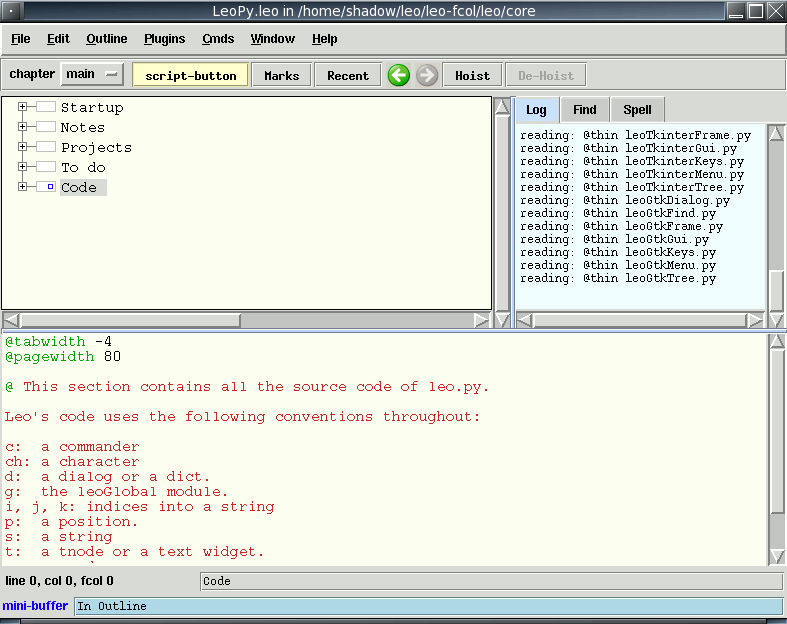 LeoPy.leo in /home/shadow/leo/leo-fcol/leo/core
File Edit Outline Plugins Cmds Window Help
chapter main script-button Marks Recent Hoist De-Hoist
Startup
Notes
Projects
To do
Code
Log Find Spell
reading: @thin leoTkinterFrame.py
reading: @thin leoTkinterGui.py
reading: @thin leoTkinterKeys.py
reading: @thin leoTkinterMenu.py
reading: @thin leoTkinterTree.py
reading: @thin leoGtkDialog.py
reading: @thin leoGtkFind.py
reading: @thin leoGtkFrame.py
reading: @thin leoGtkGui.py
reading: @thin leoGtkKeys.py
reading: @thin leoGtkMenu.py
reading: @thin leoGtkTree.py
@tabwidth -4
@pagewidth 80
@ This section contains all the source code of leo.py.
Leo's code uses the following conventions throughout:
c: a commander
ch: a character
d: a dialog or a dict.
g: the leoGlobal module.
i, j, k: indices into a string
p: a position.
s: a string
t: a tnode or a text widget.
line 0, col 0, fcol 0 Code
mini-buffer In Outline